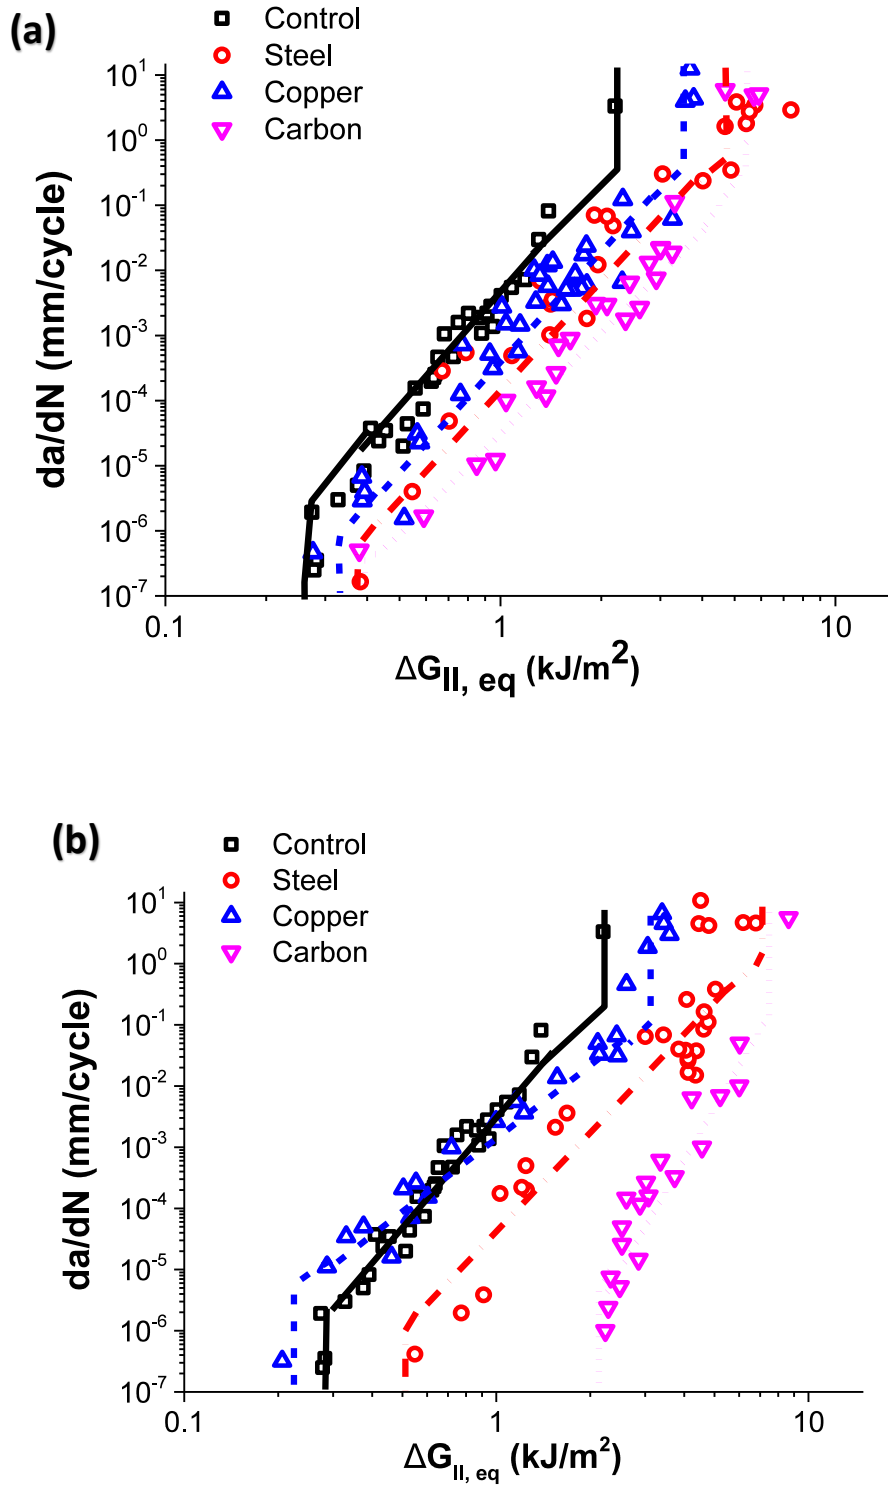 (a)
Control
Steel
Copper
Carbon
da/dN (mm/cycle)
10^1
10^0
10^-1
10^-2
10^-3
10^-4
10^-5
10^-6
10^-7
0.1
1
10
ΔG_II, eq (kJ/m^2)
(b)
Control
Steel
Copper
Carbon
da/dN (mm/cycle)
10^1
10^0
10^-1
10^-2
10^-3
10^-4
10^-5
10^-6
10^-7
0.1
1
10
ΔG_II, eq (kJ/m^2)